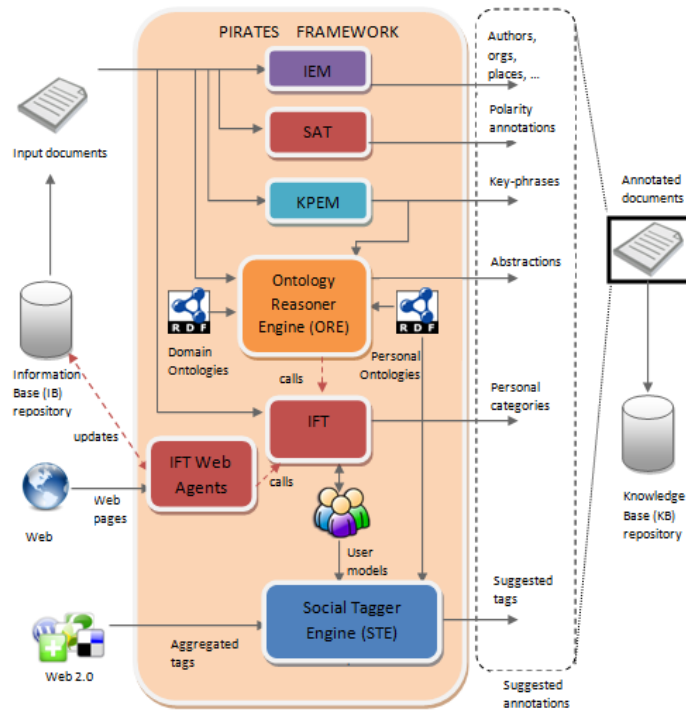 PIRATES FRAMEWORK
Authors,
orgs,
places, ...
IEM
Polarity
annotations
SAT
Input documents
Key-phrases
KPEM
Annotated
documents
Abstractions
Ontology
Reasoner
Engine (ORE)
RDF
RDF
Domain
Ontologies
Personal
Ontologies
calls
Information
Base (IB)
repository
Personal
categories
IFT
updates
IFT Web
Agents
calls
Web
pages
Web
Knowledge
Base (KB)
repository
User
models
Suggested
tags
Social Tagger
Engine (STE)
Aggregated
tags
Web 2.0
Suggested
annotations